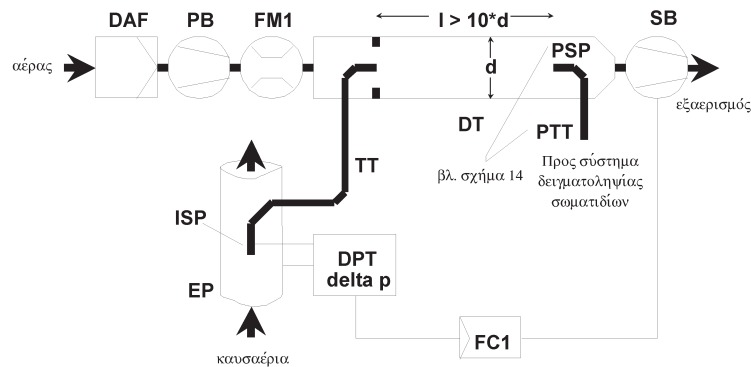 DAF PB FM1 l > 10*d SB
αέρας
d
PSP
εξαερισμός
DT
PTT
TT
βλ. σχήμα 14
Προς σύστημα
δειγματοληψίας
σωματιδίων
ISP
DPT
delta p
EP
FC1
καυσαέρια